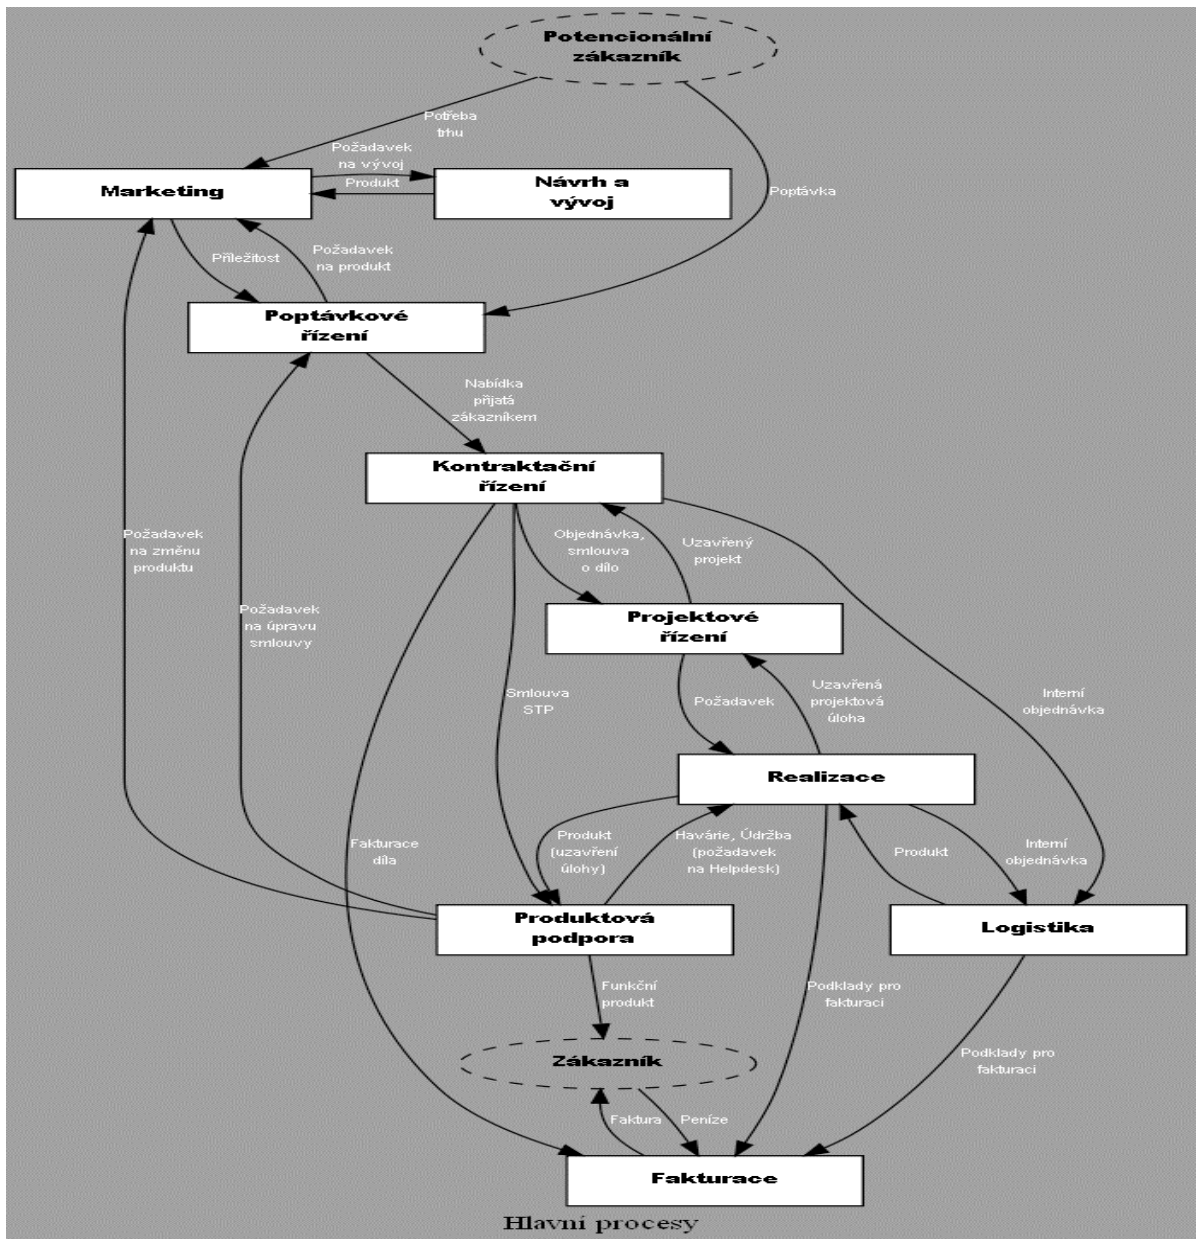 Potencionální
zákazník
Potřeba
trhu
Požadavek
na vývoj
Produkt
Marketing
Návrh a
vývoj
Poptávka
Příležitost
Požadavek
na produkt
Poptávkové
řízení
Nabídka
přijatá
zákazníkem
Kontraktační
řízení
Požadavek
na změnu
produktu
Objednávka,
smlouva
o dílo
Uzavřený
projekt
Požadavek
na úpravu
smlouvy
Projektové
řízení
Smlouva
STP
Požadavek
Uzavřená
projektová
úloha
Interní
objednávka
Realizace
Fakturace
díla
Produkt
(uzavření
úlohy)
Havárie, Údržba
(požadavek
na Helpdesk)
Produkt
Interní
objednávka
Produktová
podpora
Logistika
Funkční
produkt
Podklady pro
fakturaci
Zákazník
Podklady pro
fakturaci
Faktura
Peníze
Fakturace
Hlavní procesy